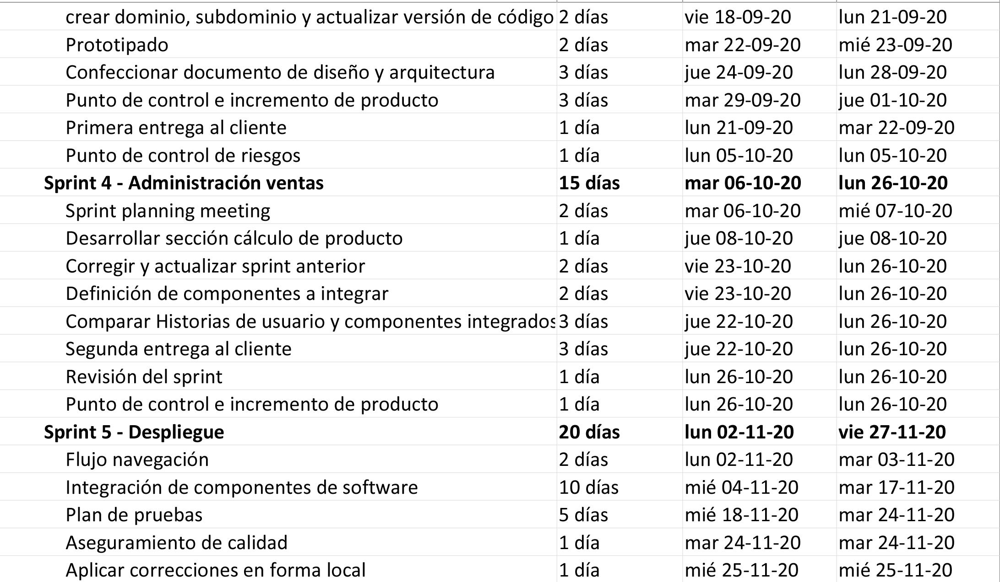 crear dominio, subdominio y actualizar versión de código 2 días vie 18-09-20 lun 21-09-20
Prototipado 2 días mar 22-09-20 mié 23-09-20
Confeccionar documento de diseño y arquitectura 3 días jue 24-09-20 lun 28-09-20
Punto de control e incremento de producto 3 días mar 29-09-20 jue 01-10-20
Primera entrega al cliente 1 día lun 21-09-20 mar 22-09-20
Punto de control de riesgos 1 día lun 05-10-20 lun 05-10-20
Sprint 4 - Administración ventas 15 días mar 06-10-20 lun 26-10-20
Sprint planning meeting 2 días mar 06-10-20 mié 07-10-20
Desarrollar sección cálculo de producto 1 día jue 08-10-20 jue 08-10-20
Corregir y actualizar sprint anterior 2 días vie 23-10-20 lun 26-10-20
Definición de componentes a integrar 2 días vie 23-10-20 lun 26-10-20
Comparar Historias de usuario y componentes integrados 3 días jue 22-10-20 lun 26-10-20
Segunda entrega al cliente 3 días jue 22-10-20 lun 26-10-20
Revisión del sprint 1 día lun 26-10-20 lun 26-10-20
Punto de control e incremento de producto 1 día lun 26-10-20 lun 26-10-20
Sprint 5 - Despliegue 20 días lun 02-11-20 vie 27-11-20
Flujo navegación 2 días lun 02-11-20 mar 03-11-20
Integración de componentes de software 10 días mié 04-11-20 mar 17-11-20
Plan de pruebas 5 días mié 18-11-20 mar 24-11-20
Aseguramiento de calidad 1 día mar 24-11-20 mar 24-11-20
Aplicar correcciones en forma local 1 día mié 25-11-20 mié 25-11-20